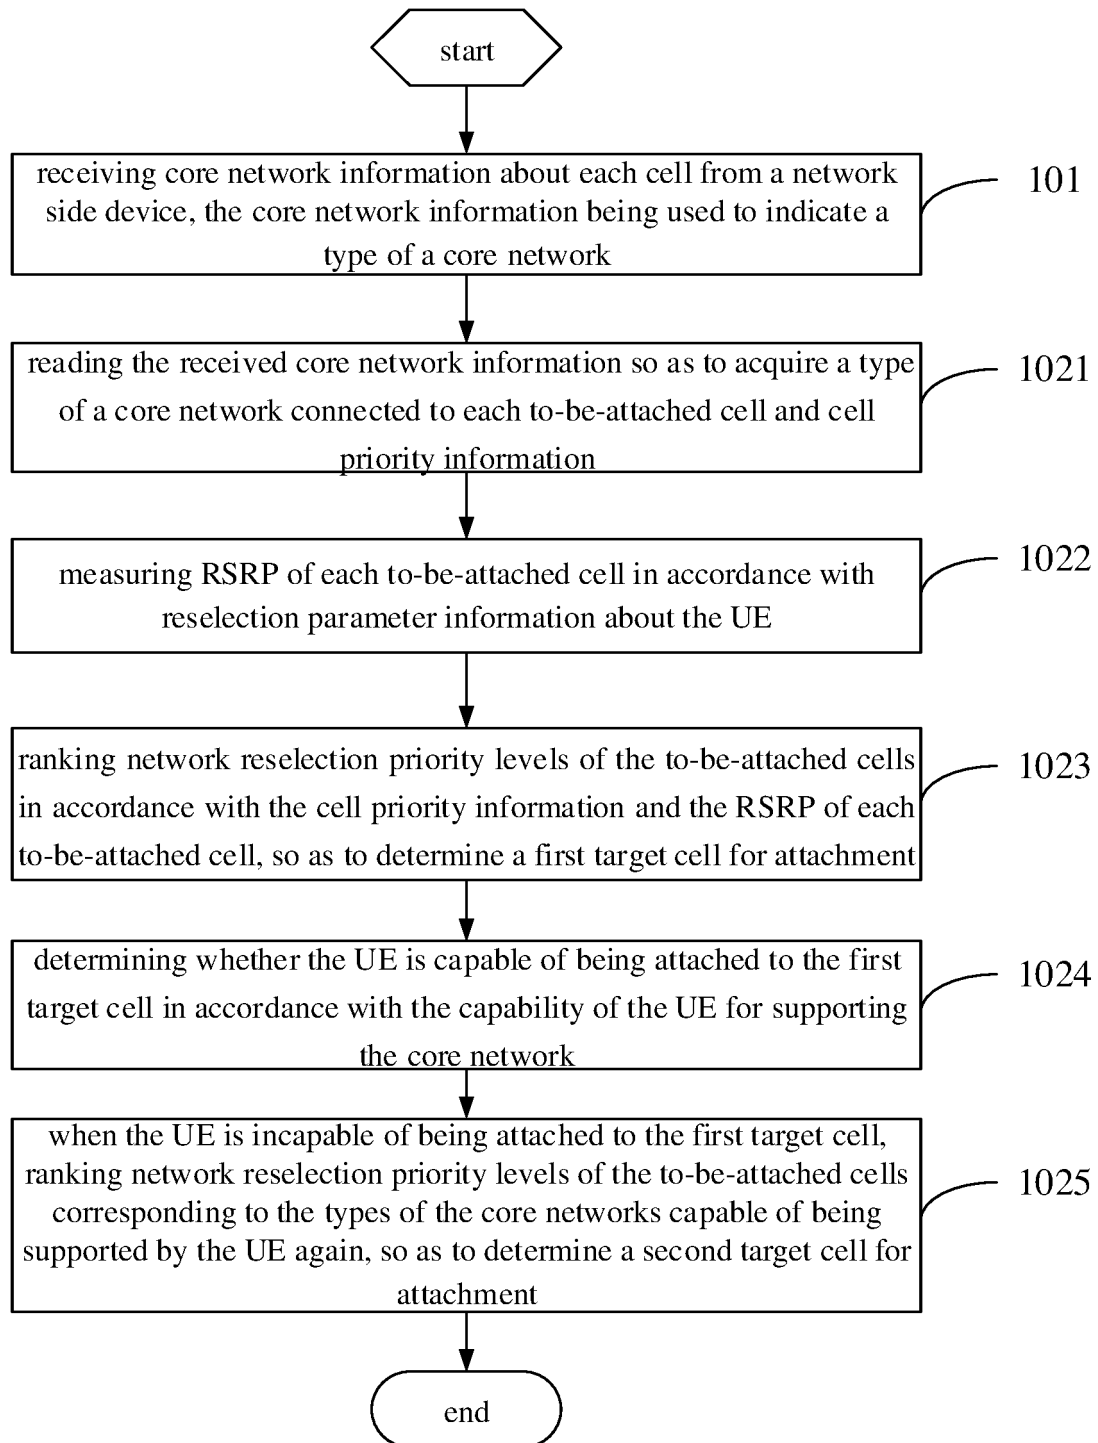 start
receiving core network information about each cell from a network
side device, the core network information being used to indicate a
type of a core network
101
reading the received core network information so as to acquire a type
of a core network connected to each to-be-attached cell and cell
priority information
1021
measuring RSRP of each to-be-attached cell in accordance with
reselection parameter information about the UE
1022
ranking network reselection priority levels of the to-be-attached cells
in accordance with the cell priority information and the RSRP of each
to-be-attached cell, so as to determine a first target cell for attachment
1023
determining whether the UE is capable of being attached to the first
target cell in accordance with the capability of the UE for supporting
the core network
1024
when the UE is incapable of being attached to the first target cell,
ranking network reselection priority levels of the to-be-attached cells
corresponding to the types of the core networks capable of being
supported by the UE again, so as to determine a second target cell for
attachment
1025
end